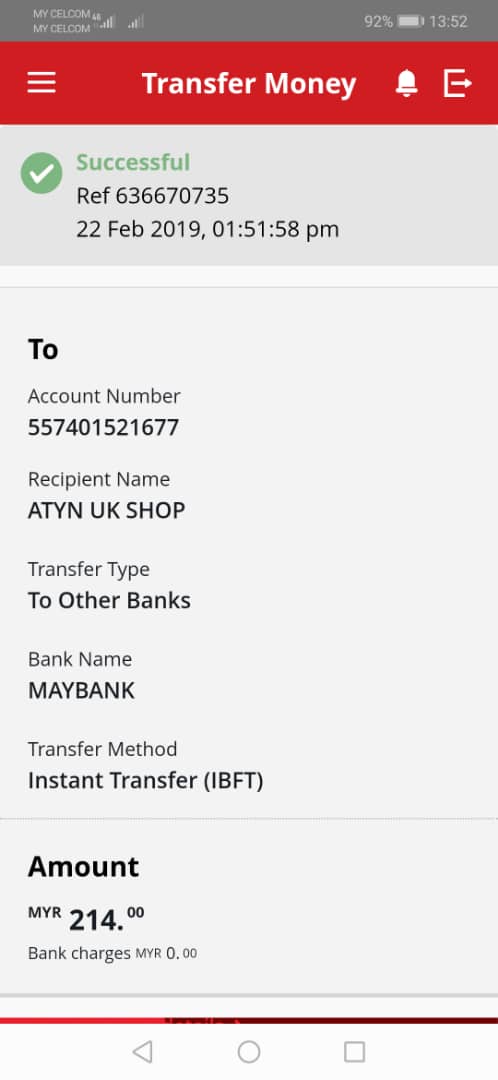 MY CELCOM 4G
MY CELCOM
92% 13:52
Transfer Money
Successful
Ref 636670735
22 Feb 2019, 01:51:58 pm
To
Account Number
557401521677
Recipient Name
ATYN UK SHOP
Transfer Type
To Other Banks
Bank Name
MAYBANK
Transfer Method
Instant Transfer (IBFT)
Amount
MYR 214.00
Bank charges MYR 0.00